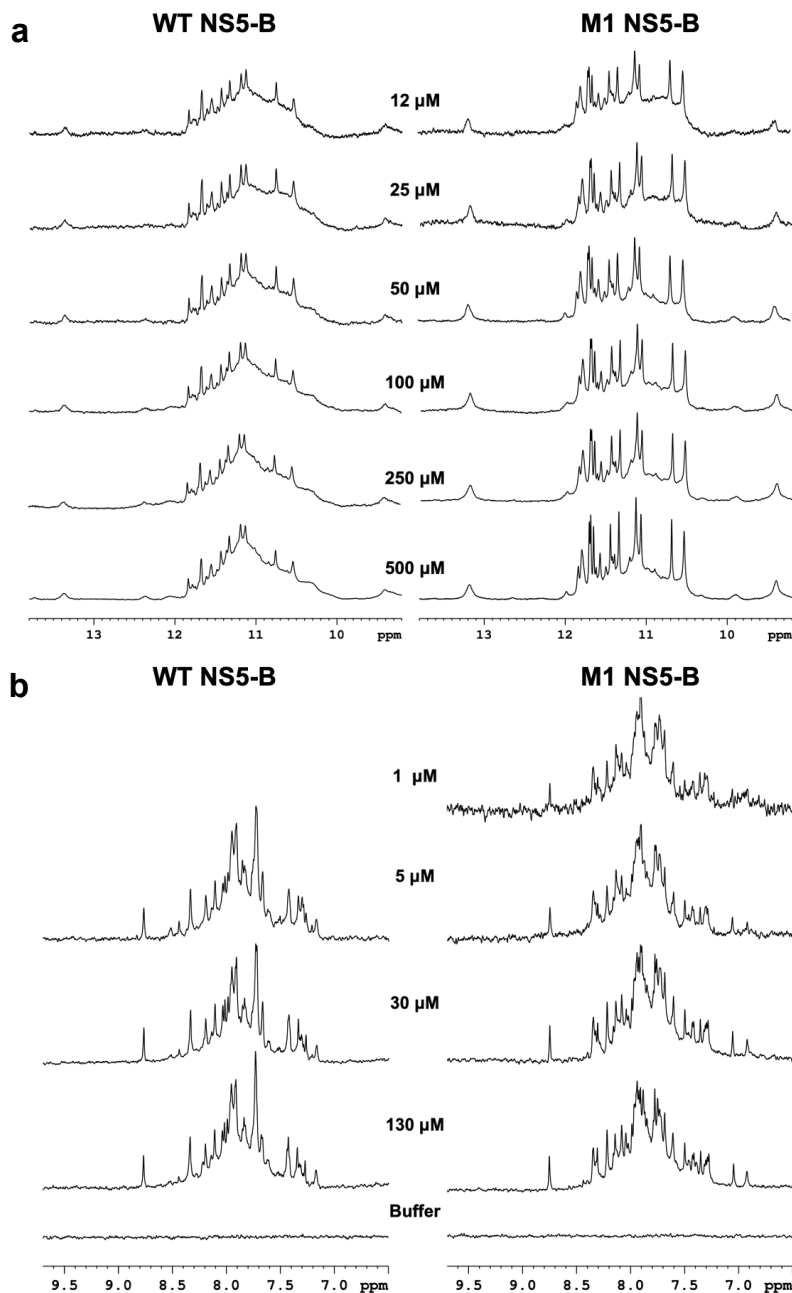 a
WT NS5-B
M1 NS5-B
12 µM
25 µM
50 µM
100 µM
250 µM
500 µM
13 12 11 10 ppm
13 12 11 10 ppm
b
WT NS5-B
M1 NS5-B
1 µM
5 µM
30 µM
130 µM
Buffer
9.5 9.0 8.5 8.0 7.5 7.0 ppm
9.5 9.0 8.5 8.0 7.5 7.0 ppm